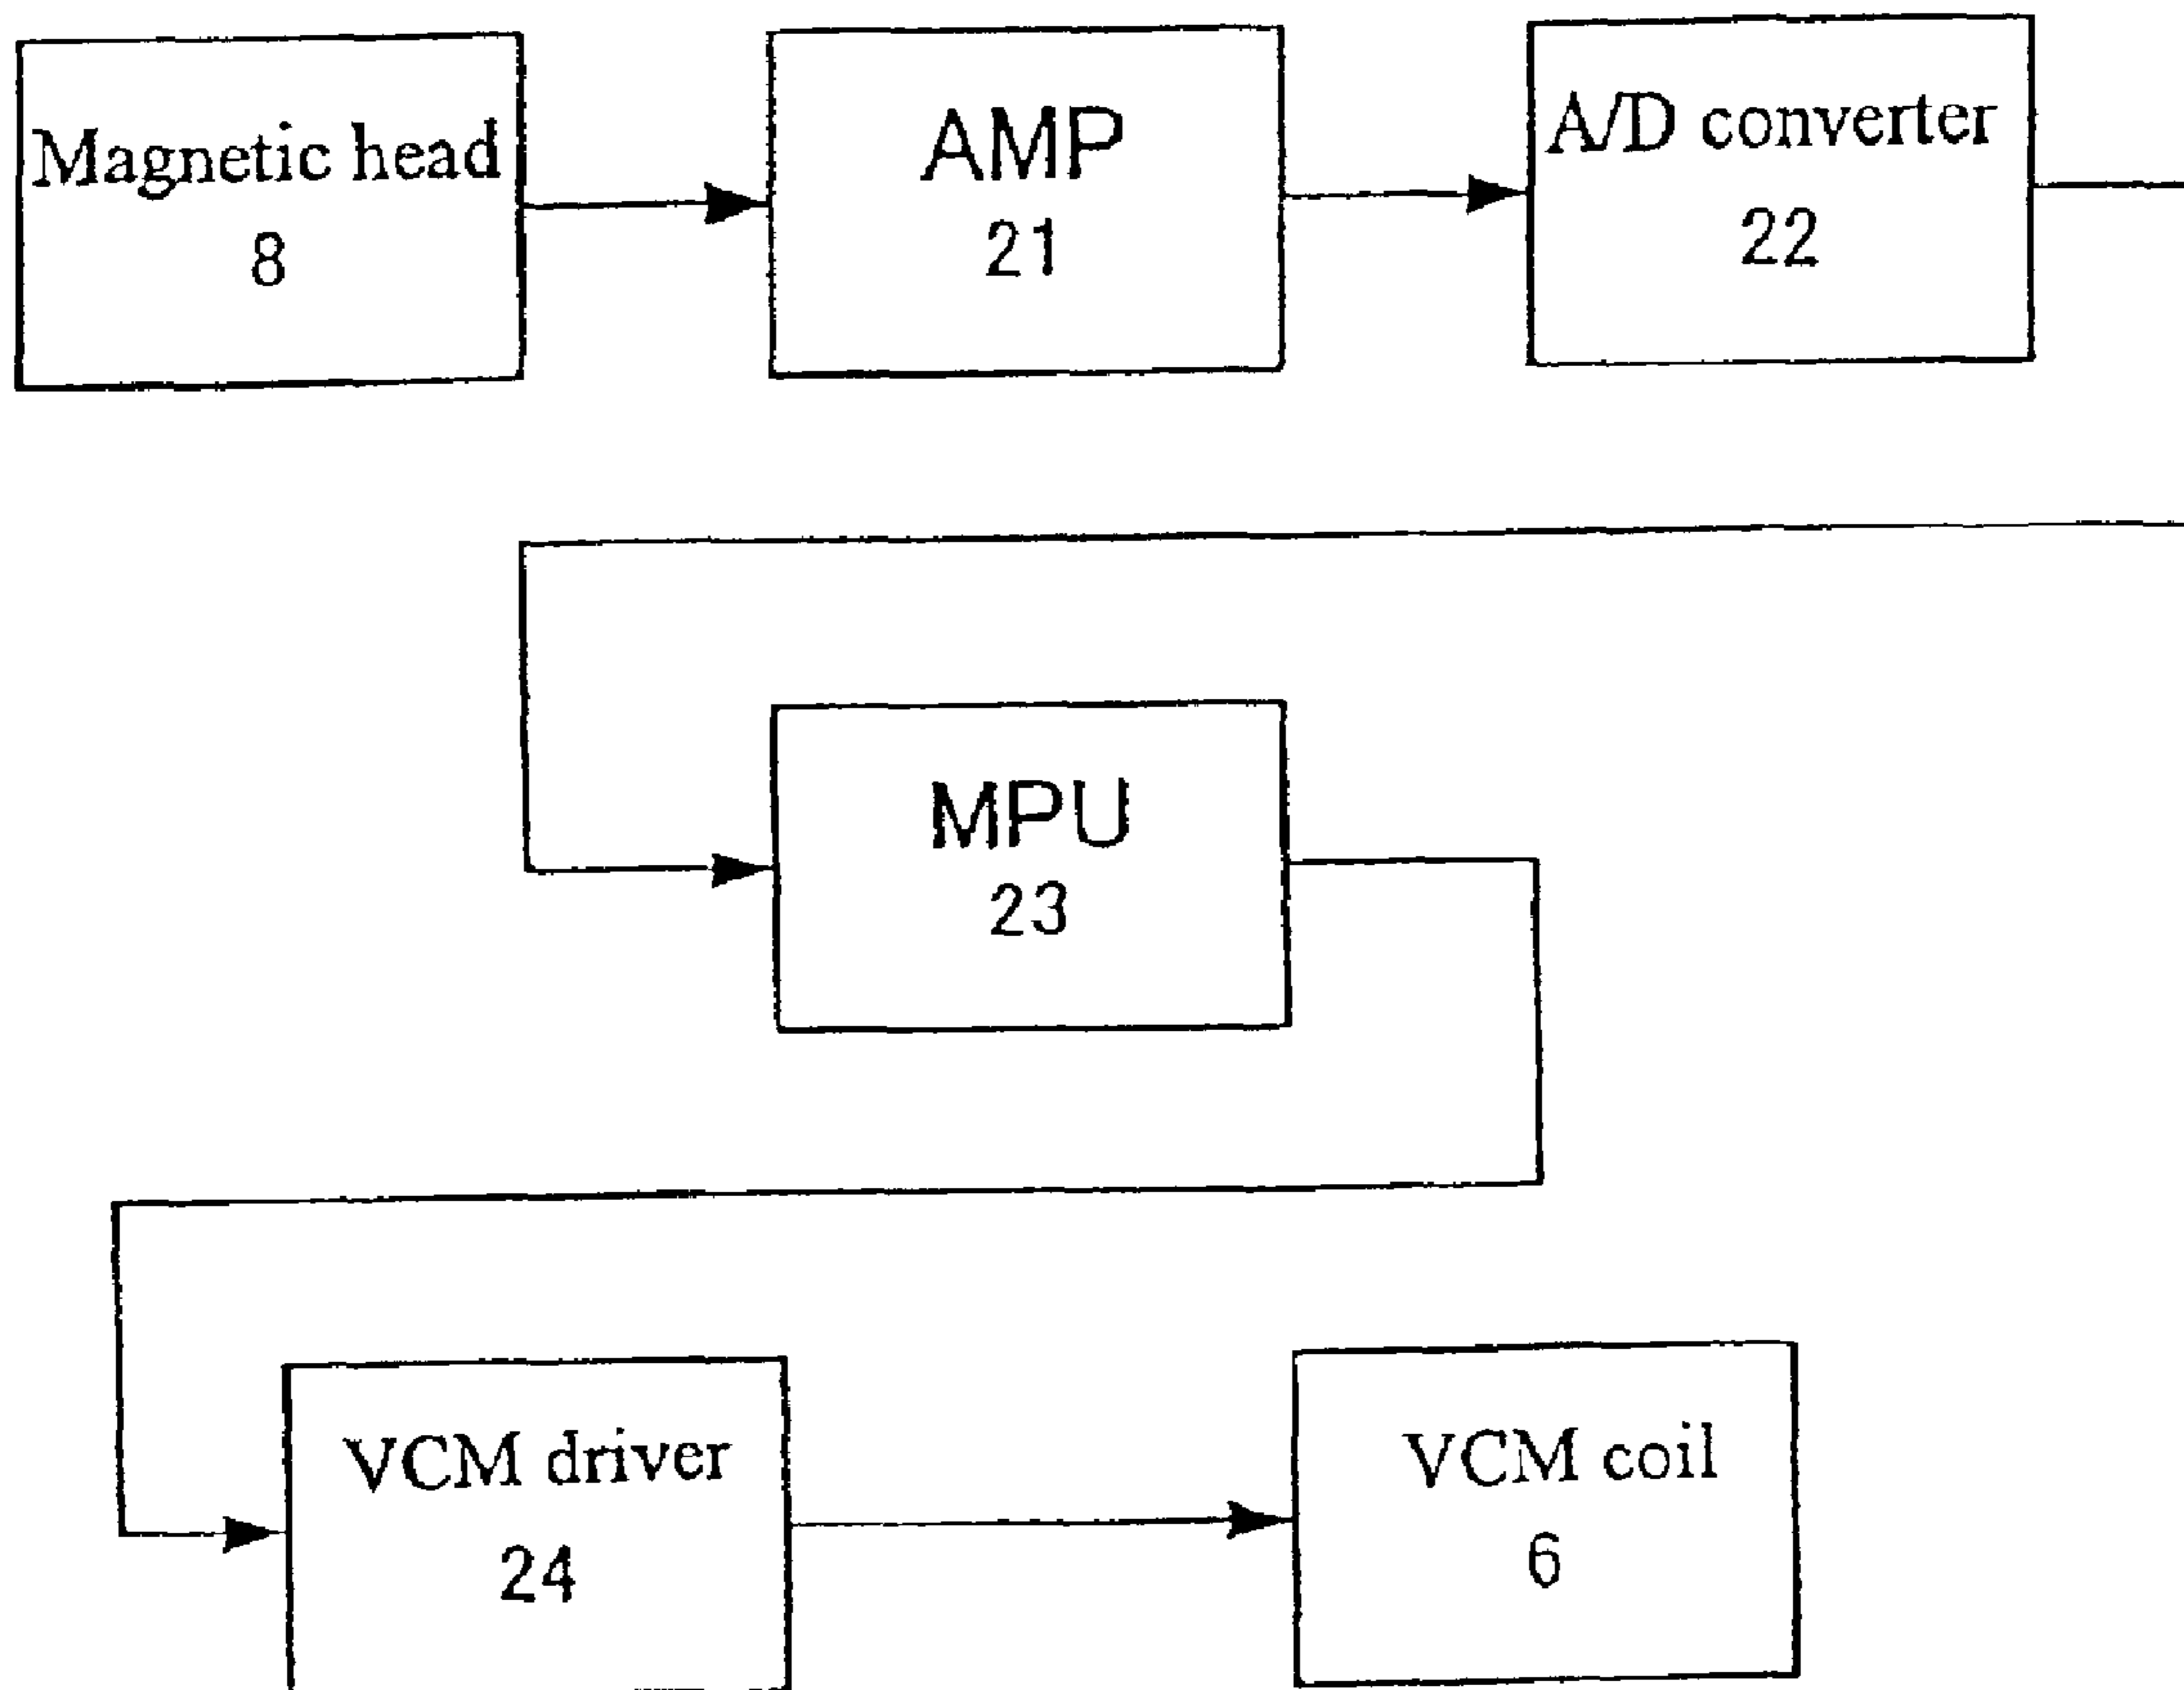 Magnetic head
8
AMP
21
A/D converter
22
MPU
23
VCM driver
24
VCM coil
6